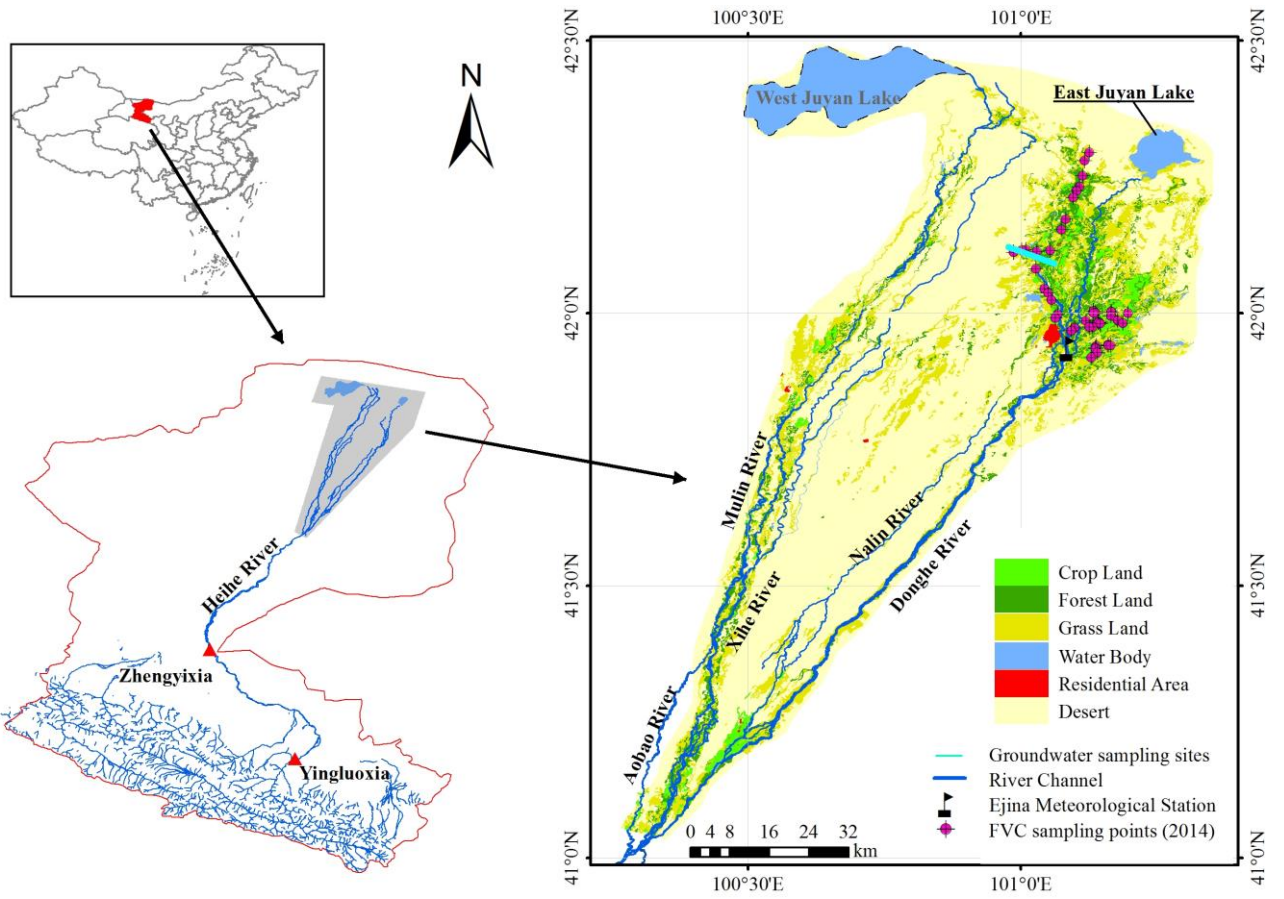 N
Heihe River
Zhengyixia
Yingluoxia
100°30'E
101°0'E
42°30'N
42°30'N
West Juyan Lake
East Juyan Lake
42°0'N
42°0'N
Mulin River
Nalin River
Donghe River
Xihe River
41°30'N
41°30'N
Aobao River
Crop Land
Forest Land
Grass Land
Water Body
Residential Area
Desert
Groundwater sampling sites
River Channel
Ejina Meteorological Station
FVC sampling points (2014)
0 4 8 16 24 32
km
41°0'N
41°0'N
100°30'E
101°0'E